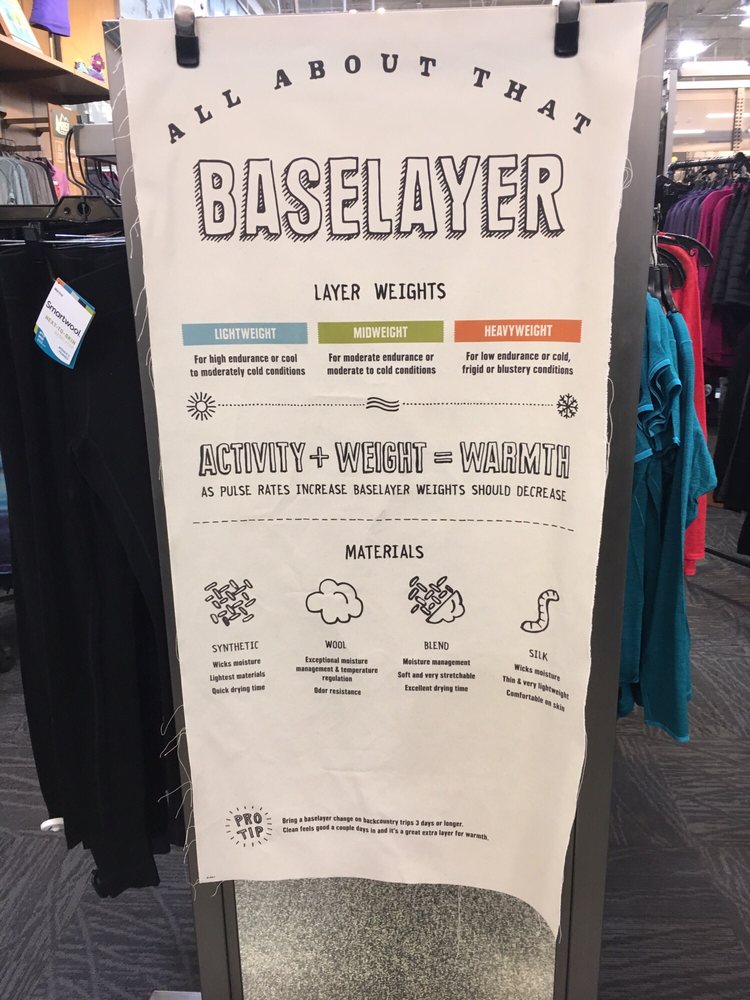 ALL ABOUT THAT
BASELAYER
LAYER WEIGHTS
LIGHTWEIGHT
For high endurance or cool
to moderately cold conditions
MIDWEIGHT
For moderate endurance or
moderate to cold conditions
HEAVYWEIGHT
For low endurance or cold,
frigid or blustery conditions
ACTIVITY + WEIGHT = WARMTH
AS PULSE RATES INCREASE BASELAYER WEIGHTS SHOULD DECREASE
MATERIALS
SYNTHETIC
Wicks moisture
Lightest materials
Quick drying time
WOOL
Exceptional moisture
management & temperature
regulation
Odor resistance
BLEND
Moisture management
Soft and very stretchable
Excellent drying time
SILK
Wicks moisture
Thin & very lightweight
Comfortable on skin
PRO
TIP
Bring a baselayer change on backcountry trips 3 days or longer.
Clean feels good a couple days in and it's a great extra layer for warmth.
Smartwool
NEXT-TO-SKIN